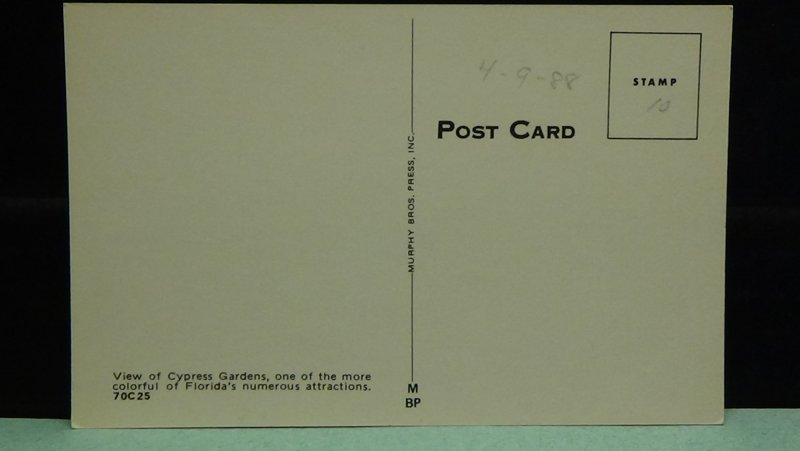 4-9-88
STAMP
10
POST CARD
MURPHY BROS. PRESS, INC.
View of Cypress Gardens, one of the more
colorful of Florida's numerous attractions.
70C25
M
BP